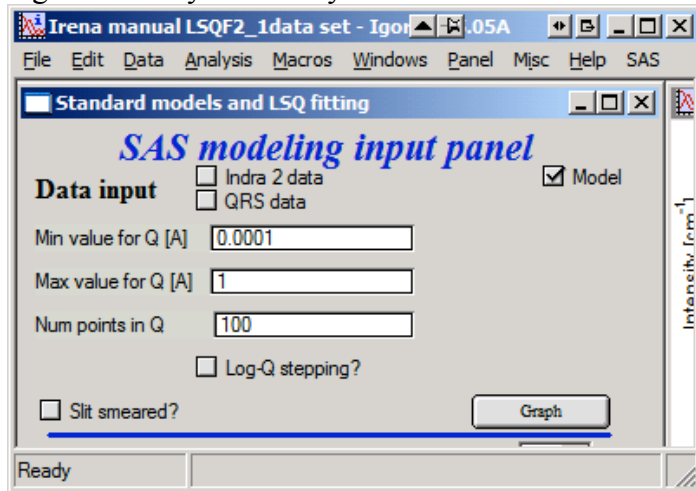 Irena manual LSQF2_1data set - Igor .05A
File Edit Data Analysis Macros Windows Panel Misc Help SAS
Standard models and LSQ fitting
SAS modeling input panel
Data input
Indra 2 data
QRS data
Model
Min value for Q [A] 0.0001
Max value for Q [A] 1
Num points in Q 100
Log-Q stepping?
Slit smeared?
Graph
Intensity [cm⁻¹]
Ready